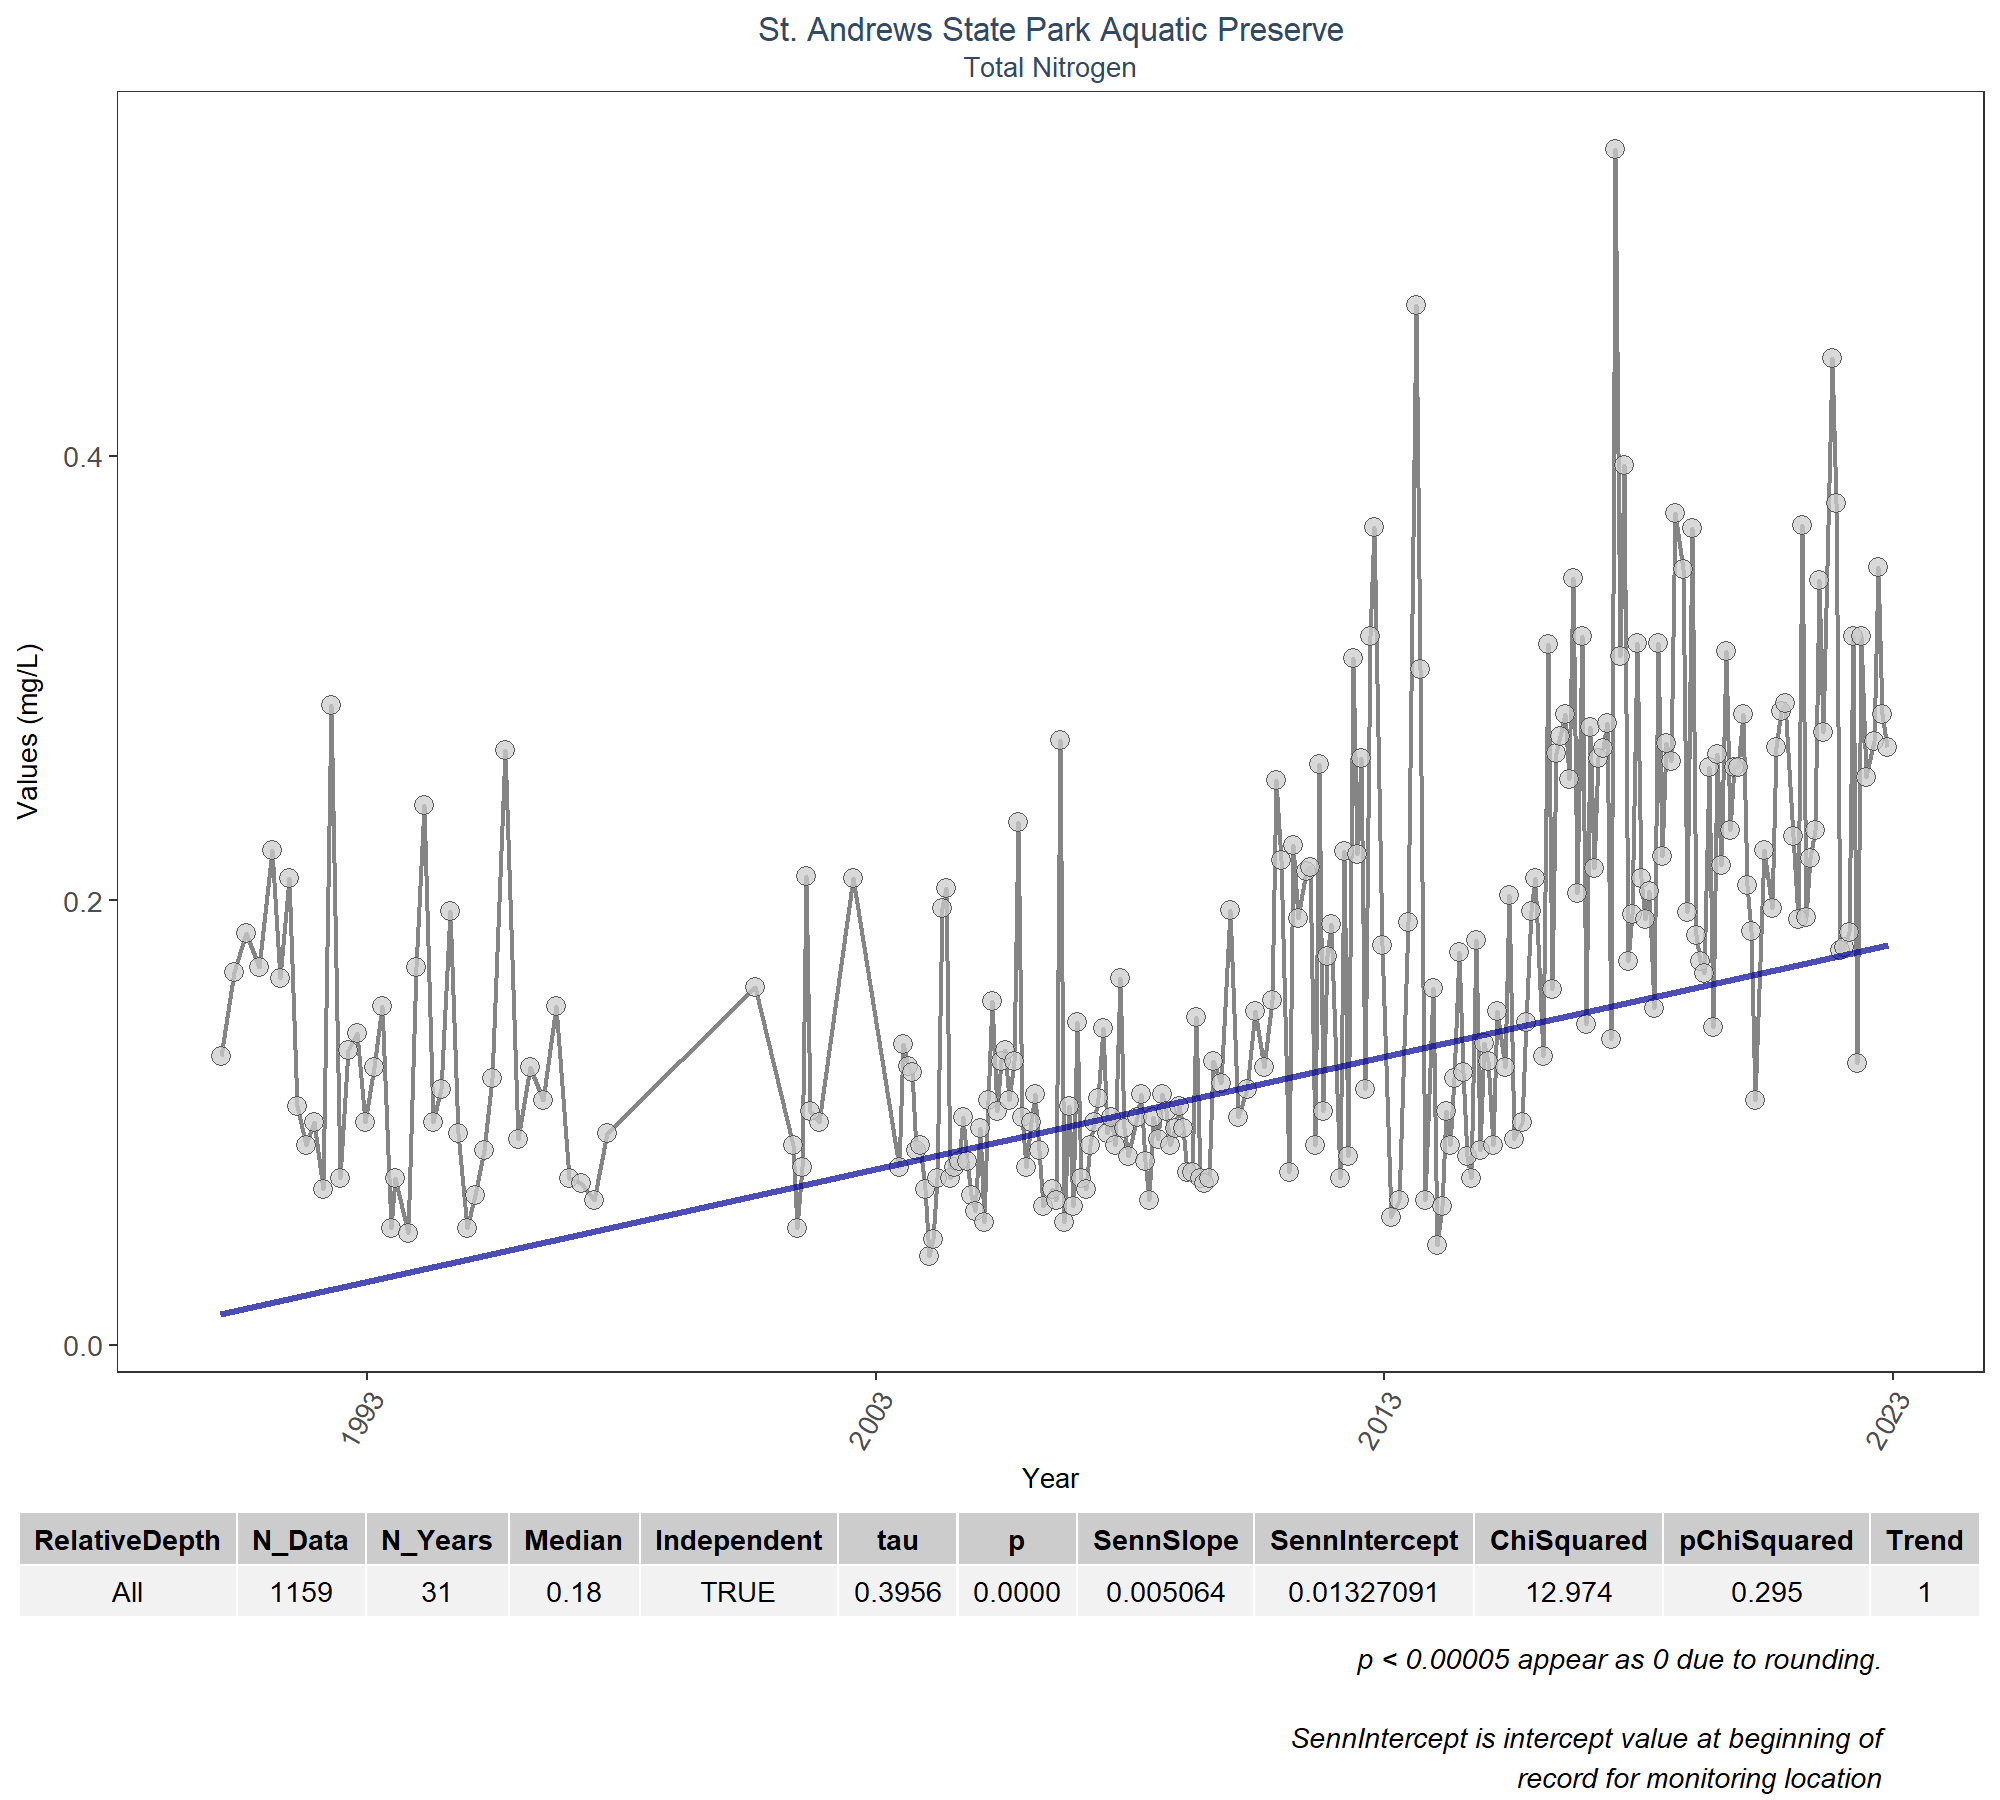 St. Andrews State Park Aquatic Preserve
Total Nitrogen
Values (mg/L)
0.4
0.2
0.0
1993
2003
2013
2023
Year
RelativeDepth N_Data N_Years Median Independent tau p SennSlope SennIntercept ChiSquared pChiSquared Trend
All 1159 31 0.18 TRUE 0.3956 0.0000 0.005064 0.01327091 12.974 0.295 1
p < 0.00005 appear as 0 due to rounding.
SennIntercept is intercept value at beginning of
record for monitoring location